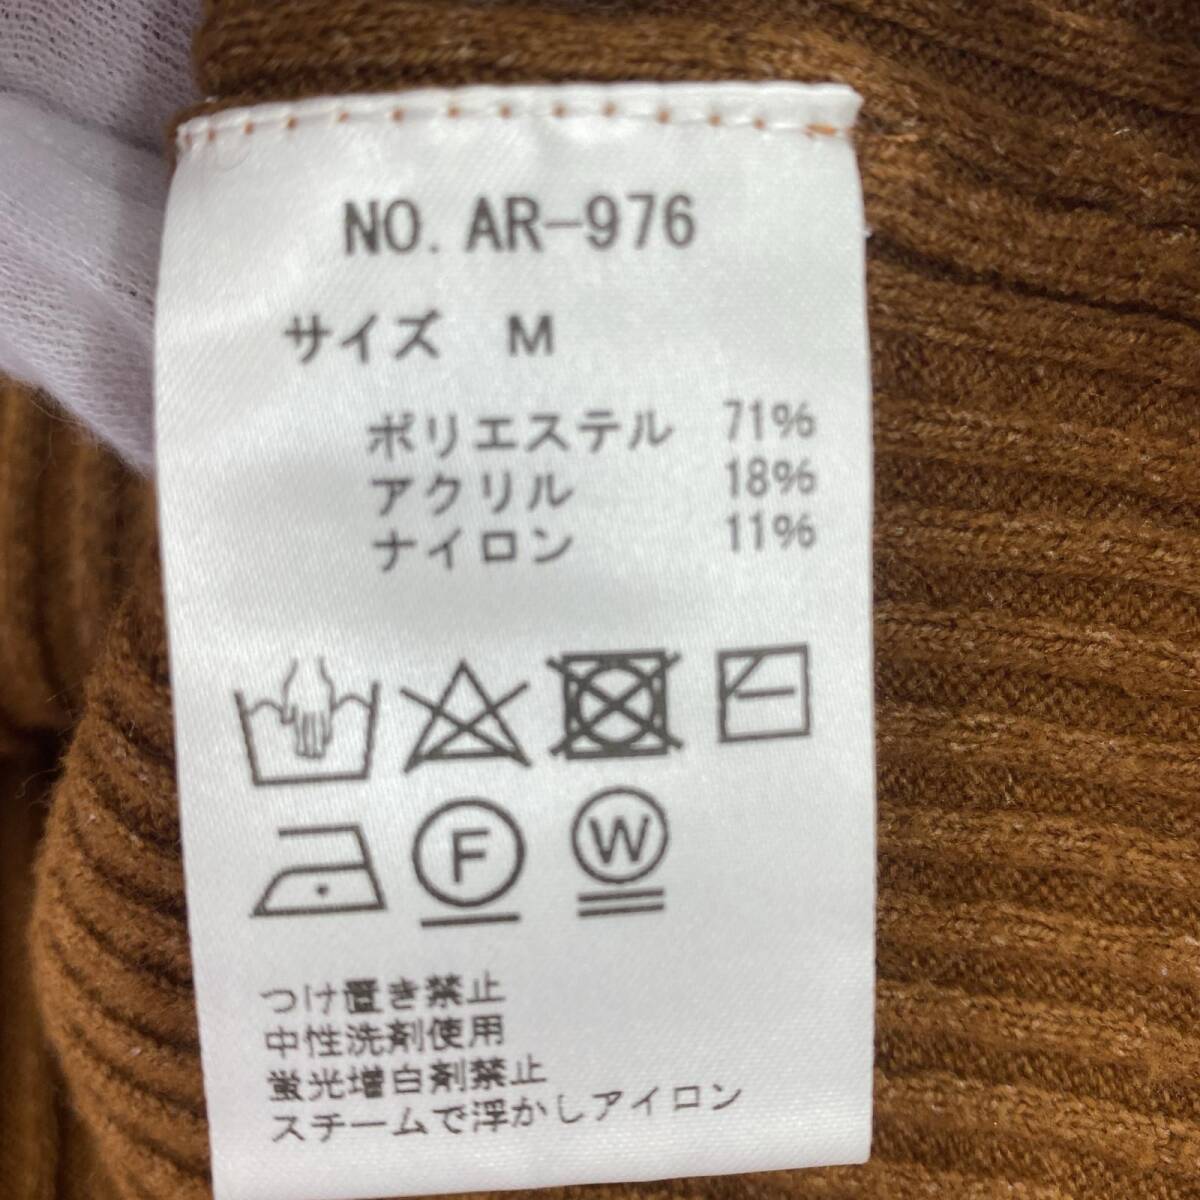 NO. AR-976
サイズ M
ポリエステル 71%
アクリル 18%
ナイロン 11%
F
W
つけ置き禁止
中性洗剤使用
蛍光増白剤禁止
スチームで浮かしアイロン